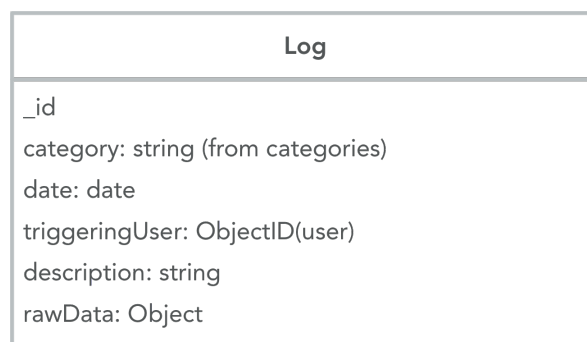 Log
_id
category: string (from categories)
date: date
triggeringUser: ObjectID(user)
description: string
rawData: Object